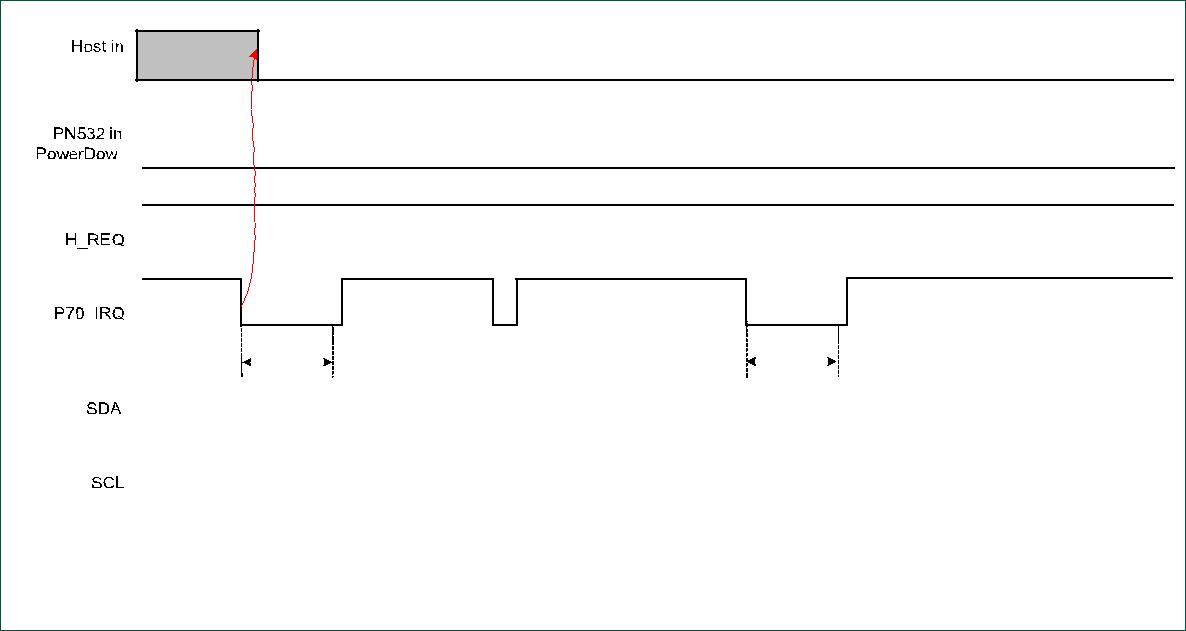 Host in
PN532 in
PowerDow
H_REQ
P70_IRQ
SDA
SCL